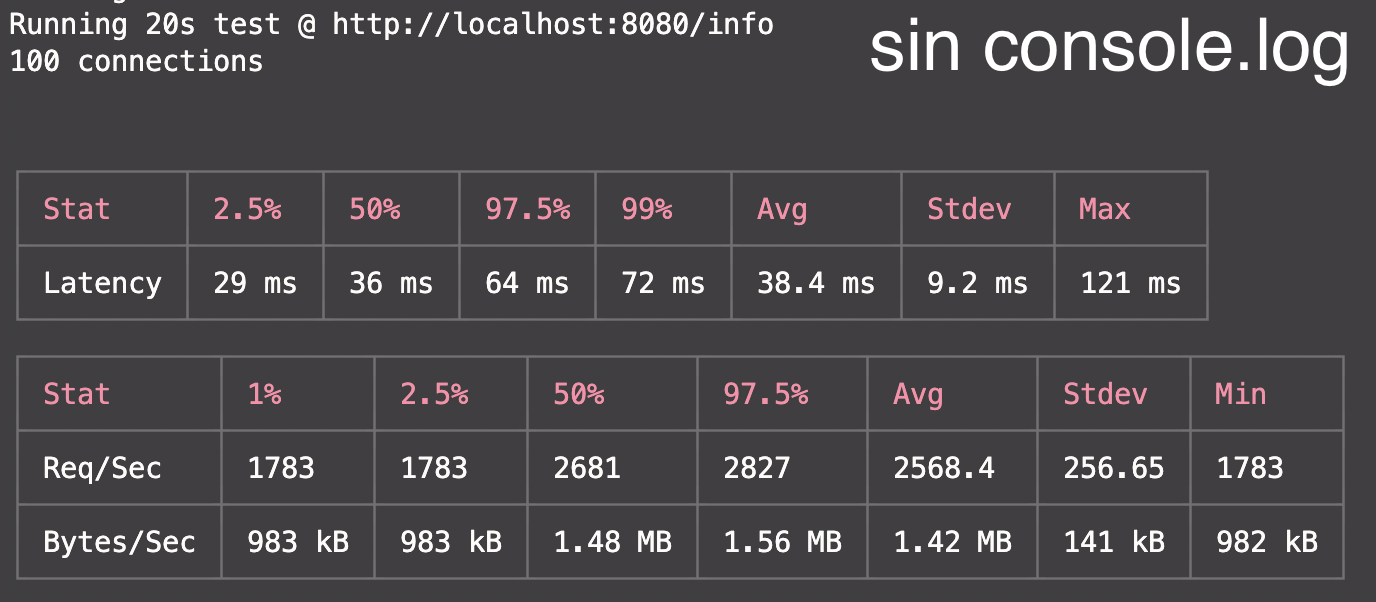 Running 20s test @ http://localhost:8080/info
100 connections
sin console.log
Stat 2.5% 50% 97.5% 99% Avg Stdev Max
Latency 29 ms 36 ms 64 ms 72 ms 38.4 ms 9.2 ms 121 ms
Stat 1% 2.5% 50% 97.5% Avg Stdev Min
Req/Sec 1783 1783 2681 2827 2568.4 256.65 1783
Bytes/Sec 983 kB 983 kB 1.48 MB 1.56 MB 1.42 MB 141 kB 982 kB